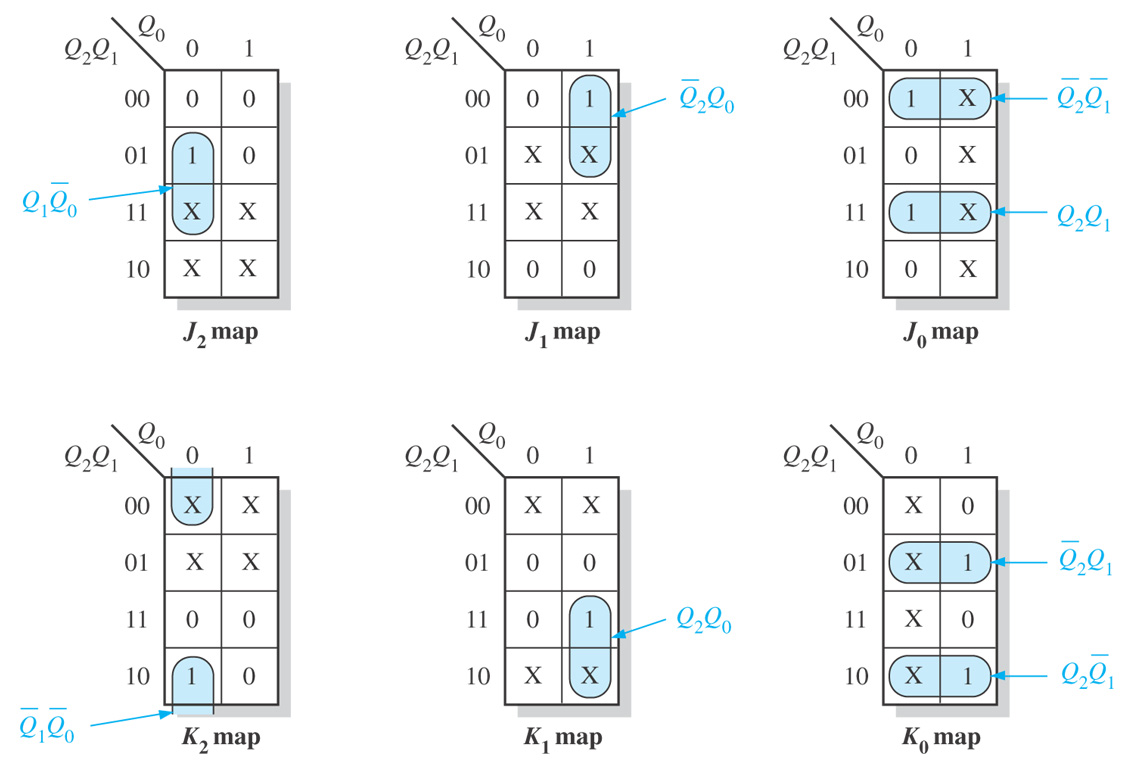 Q₀ Q₀ Q₀
Q₂Q₁ 0 1 Q₂Q₁ 0 1 Q₂Q₁ 0 1
00 0 0 00 0 1 Q̅₂Q₀ 00 1 X Q̅₂Q̅₁
01 1 0 01 X X 01 0 X
Q₁Q̅₀ 11 X X 11 X X 11 1 X Q₂Q₁
10 X X 10 0 0 10 0 X
J₂ map J₁ map J₀ map
Q₀ Q₀ Q₀
Q₂Q₁ 0 1 Q₂Q₁ 0 1 Q₂Q₁ 0 1
00 X X 00 X X 00 X 0
01 X X 01 0 0 01 X 1 Q̅₂Q₁
11 0 0 11 0 1 Q₂Q₀ 11 X 0
10 1 0 10 X X 10 X 1 Q₂Q̅₁
Q̅₁Q̅₀
K₂ map K₁ map K₀ map